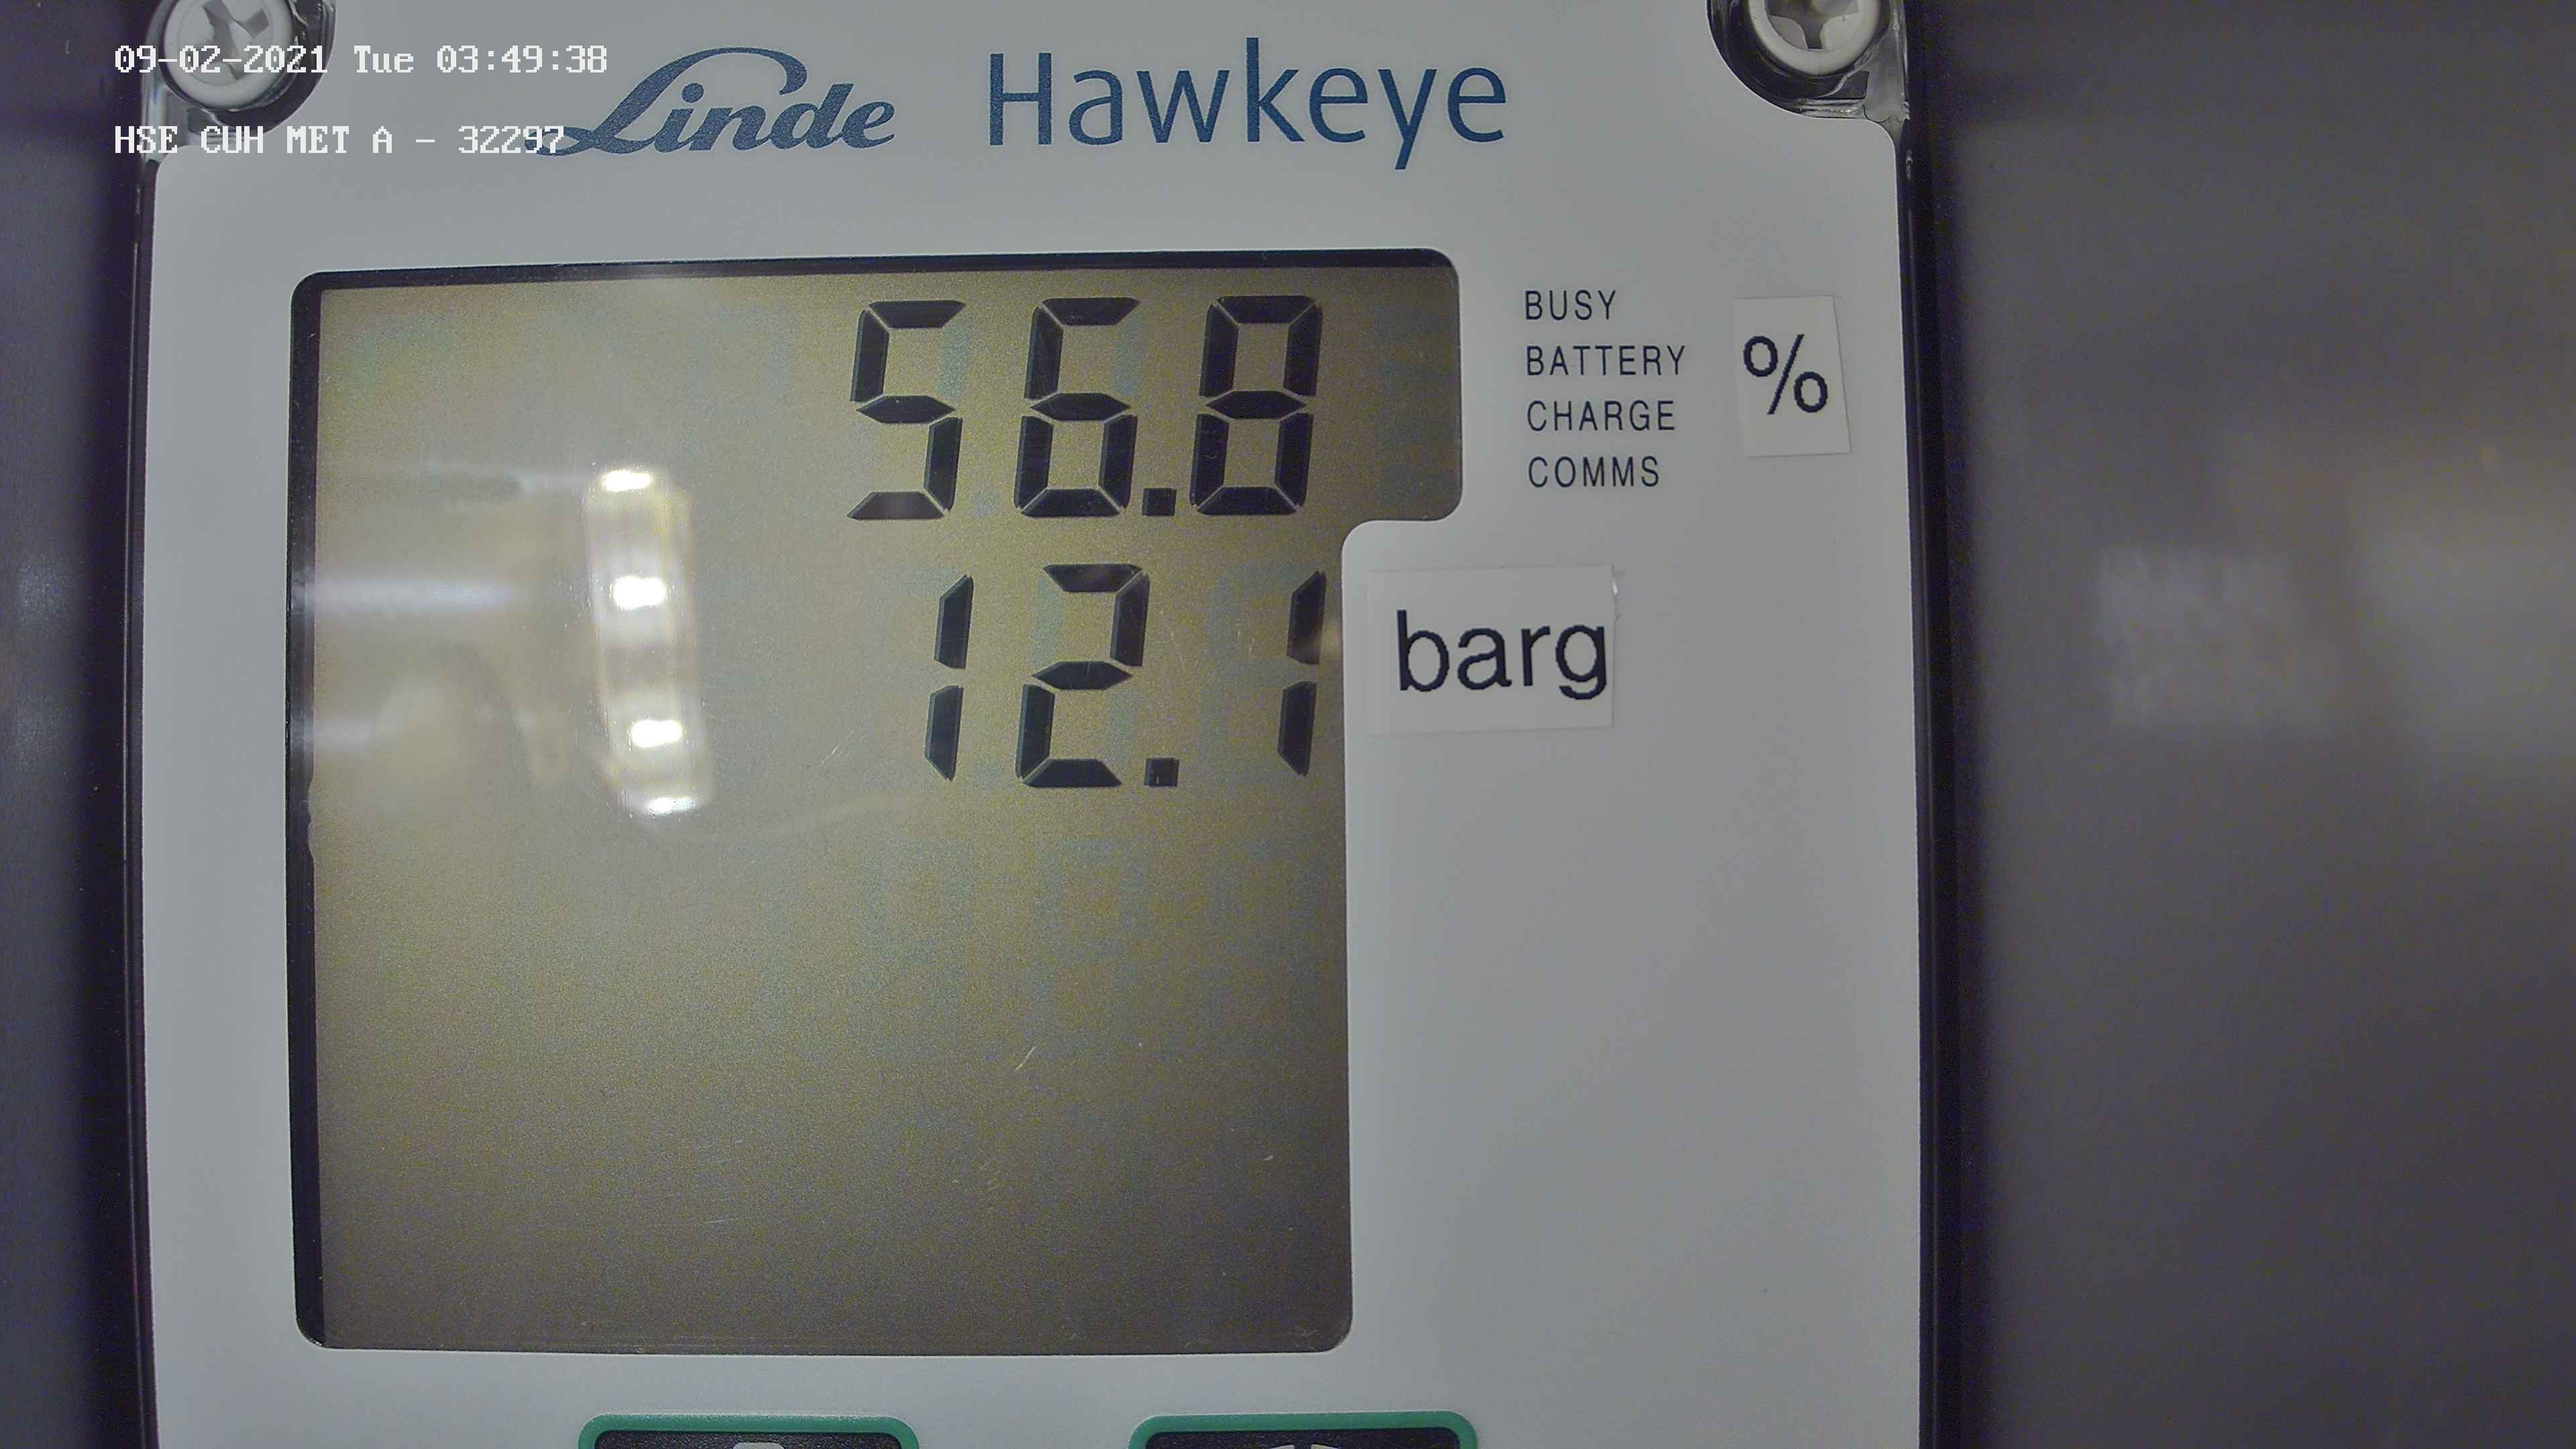 09-02-2021 Tue 03:49:38
HSE CUH MET A - 32297
Linde Hawkeye
56.8
BUSY
BATTERY
CHARGE
COMMS
%
12.1
barg